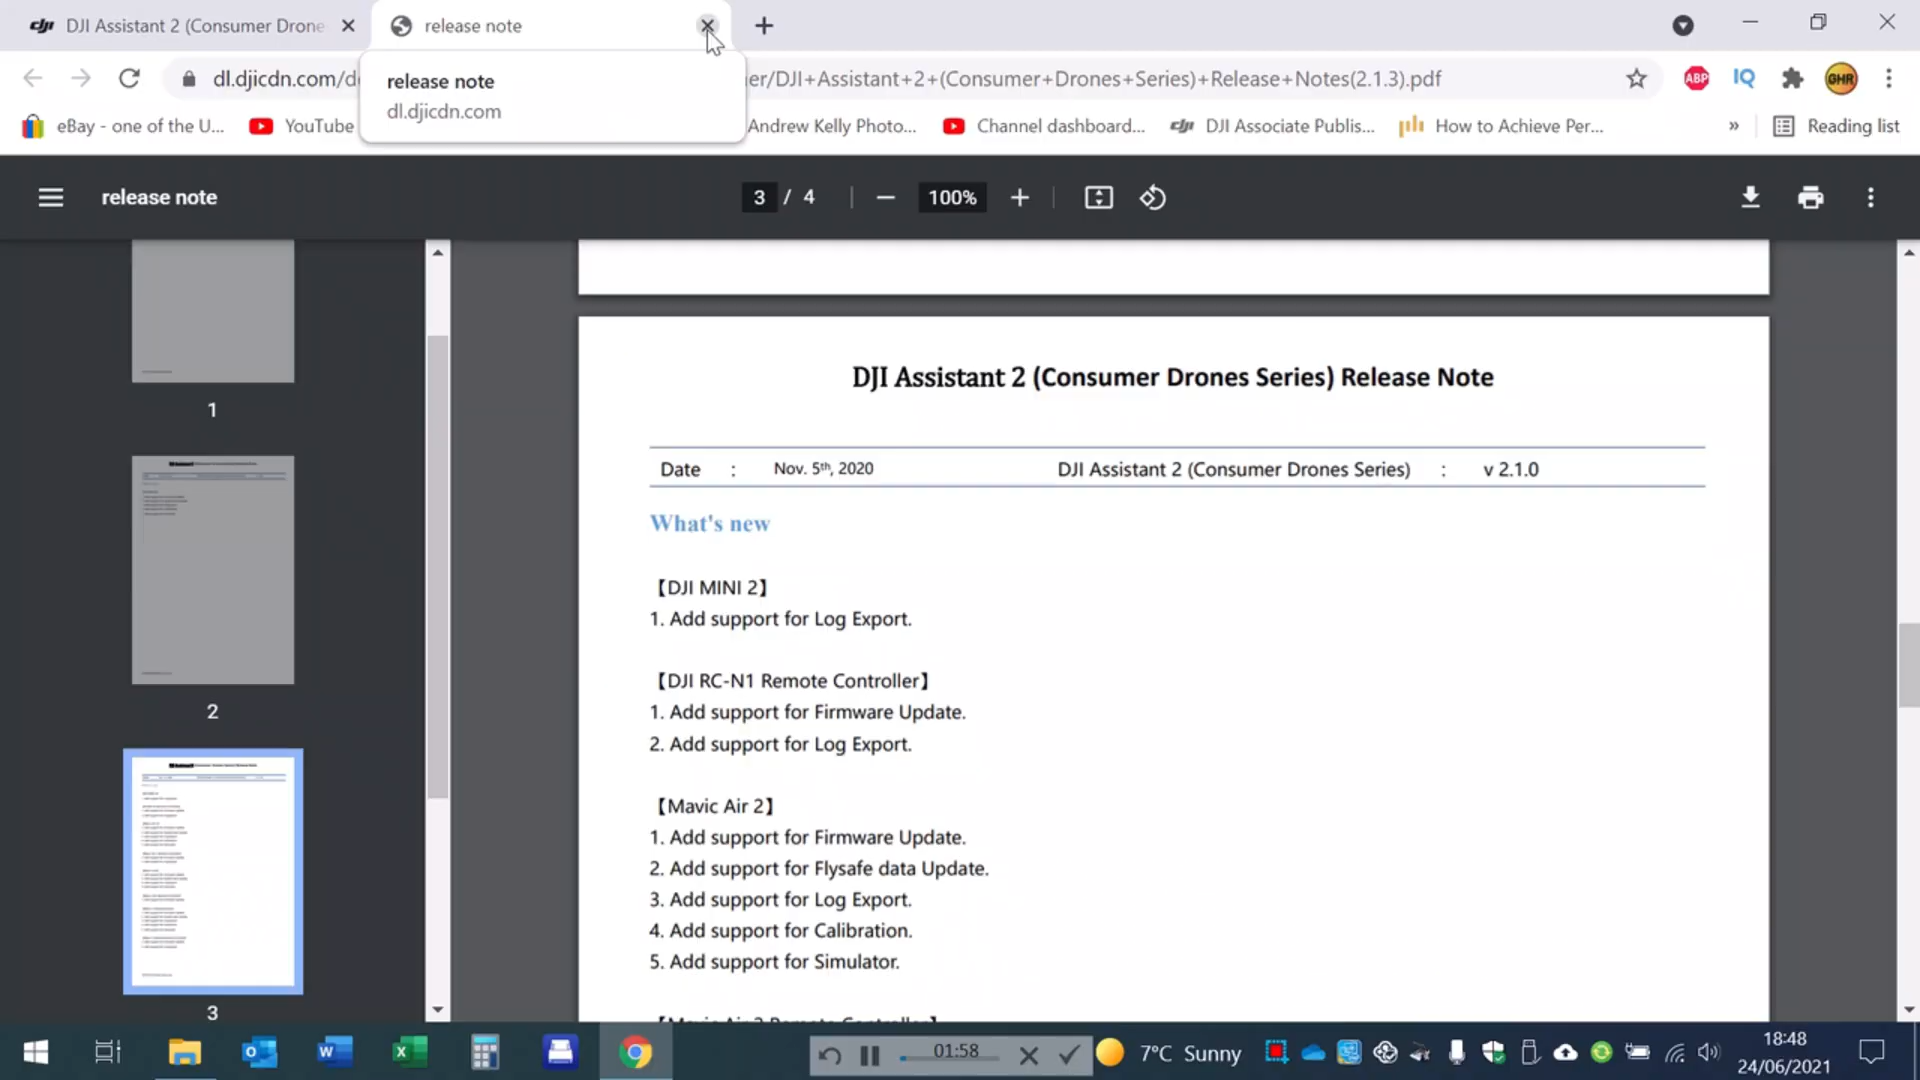 dji DJI Assistant 2 (Consumer Drone
release note
release note
dl.djicdn.com
dl.djicdn.com/d
er/DJI+Assistant+2+(Consumer+Drones+Series)+Release+Notes(2.1.3).pdf
ABP
IQ
GHR
eBay - one of the U...
YouTube
Andrew Kelly Photo...
Channel dashboard...
dji DJI Associate Publis...
How to Achieve Per...
»
Reading list
release note
3 / 4
100%
1
2
3
DJI Assistant 2 (Consumer Drones Series) Release Note
Date : Nov. 5th, 2020 DJI Assistant 2 (Consumer Drones Series) : v 2.1.0
What's new
【DJI MINI 2】
1. Add support for Log Export.
【DJI RC-N1 Remote Controller】
1. Add support for Firmware Update.
2. Add support for Log Export.
【Mavic Air 2】
1. Add support for Firmware Update.
2. Add support for Flysafe data Update.
3. Add support for Log Export.
4. Add support for Calibration.
5. Add support for Simulator.
01:58
7°C Sunny
18:48
24/06/2021